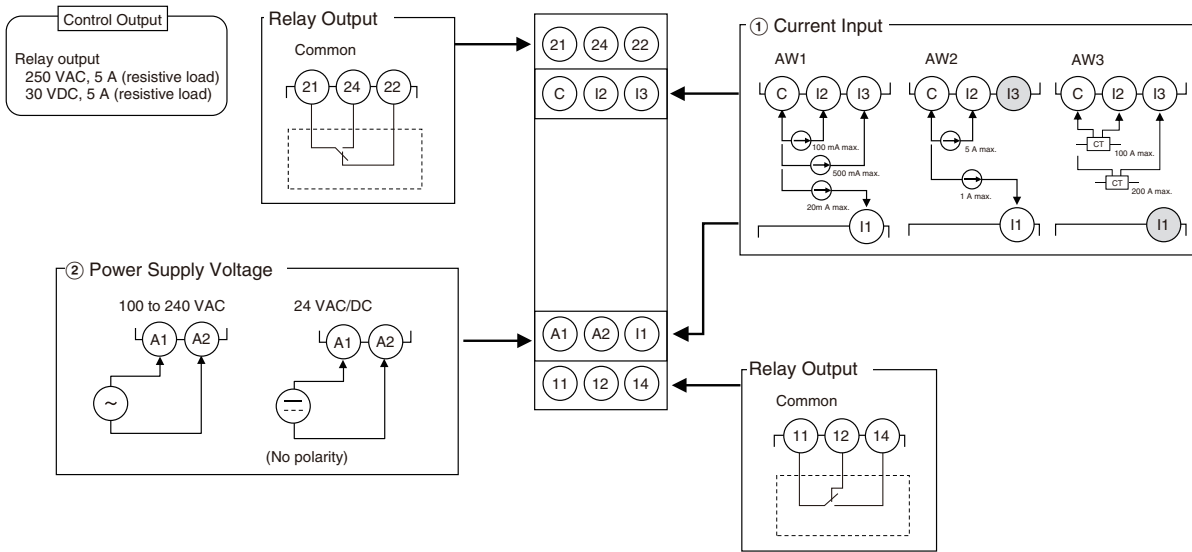 Control Output
Relay output
250 VAC, 5 A (resistive load)
30 VDC, 5 A (resistive load)
Relay Output
Common
21 24 22
21 24 22
C I2 I3
① Current Input
AW1
C I2 I3
100 mA max.
500 mA max.
20m A max.
I1
AW2
C I2 I3
5 A max.
1 A max.
I1
AW3
C I2 I3
CT
100 A max.
CT
200 A max.
I1
② Power Supply Voltage
100 to 240 VAC
A1 A2
~
24 VAC/DC
A1 A2
(No polarity)
A1 A2 I1
11 12 14
Relay Output
Common
11 12 14